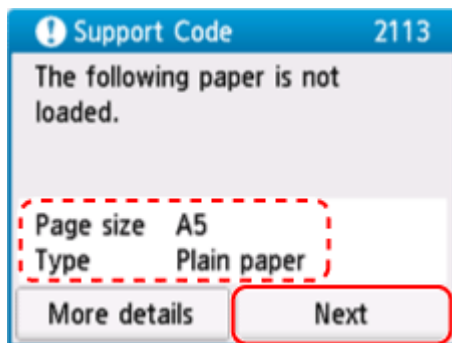 Support Code 2113
The following paper is not
loaded.
Page size A5
Type Plain paper
More details Next